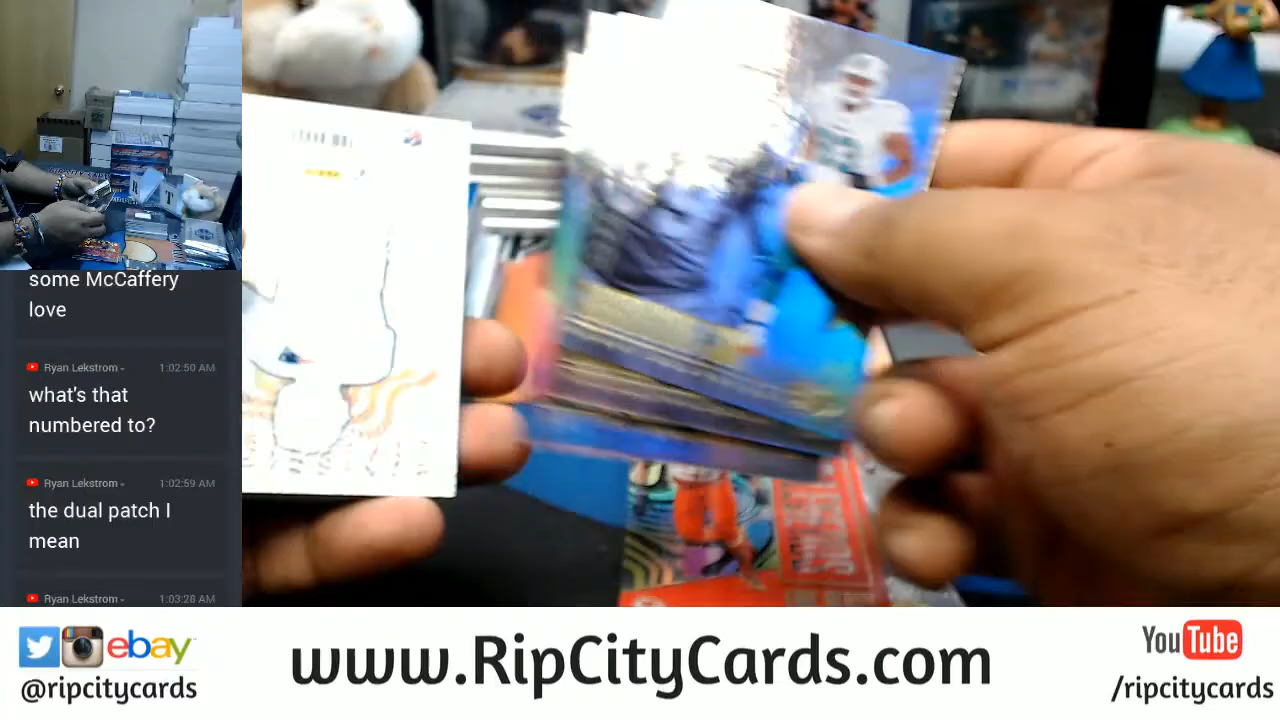 some McCaffery
love
Ryan Lekstrom
1:02:50 AM
what's that
numbered to?
Ryan Lekstrom
1:02:59 AM
the dual patch I
mean
Ryan Lekstrom
1:03:28 AM
ebay
@ripcitycards
www.RipCityCards.com
YouTube
/ripcitycards